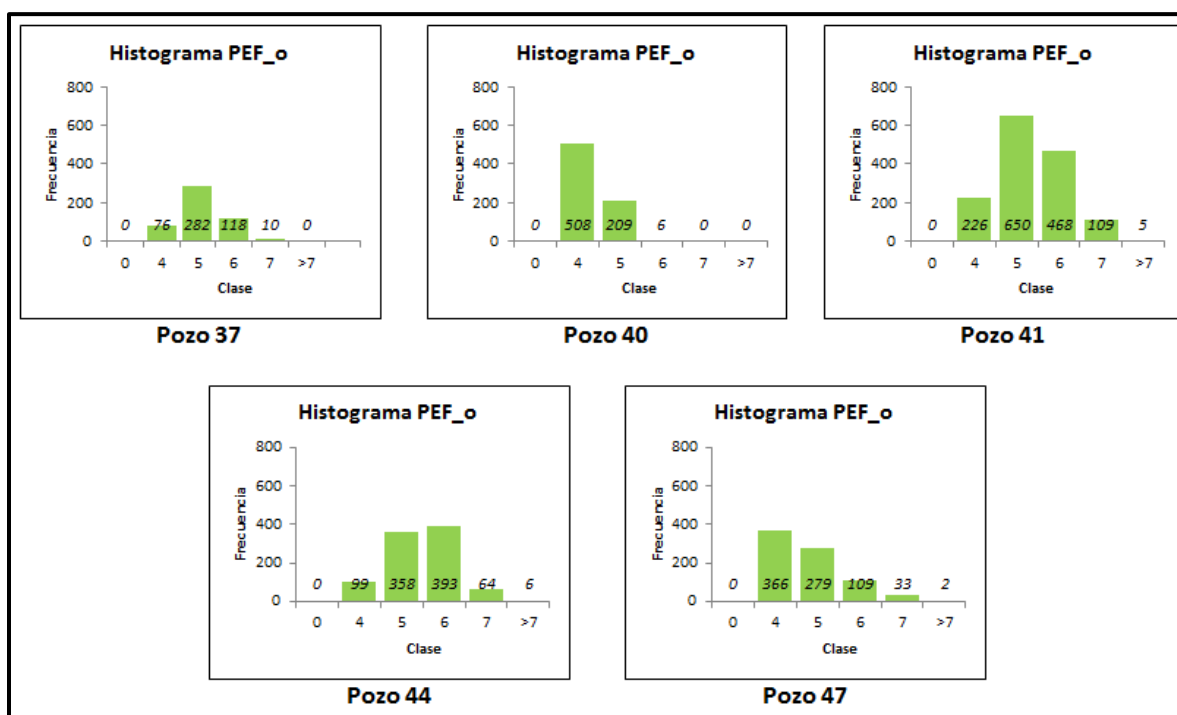 Histograma PEF_o
800
600
400
200
0
Frecuencia
0 76 282 118 10 0
0 4 5 6 7 >7
Clase
Pozo 37
Histograma PEF_o
800
600
400
200
0
Frecuencia
0 508 209 6 0 0
0 4 5 6 7 >7
Clase
Pozo 40
Histograma PEF_o
800
600
400
200
0
Frecuencia
0 226 650 468 109 5
0 4 5 6 7 >7
Clase
Pozo 41
Histograma PEF_o
800
600
400
200
0
Frecuencia
0 99 358 393 64 6
0 4 5 6 7 >7
Clase
Pozo 44
Histograma PEF_o
800
600
400
200
0
Frecuencia
0 366 279 109 33 2
0 4 5 6 7 >7
Clase
Pozo 47